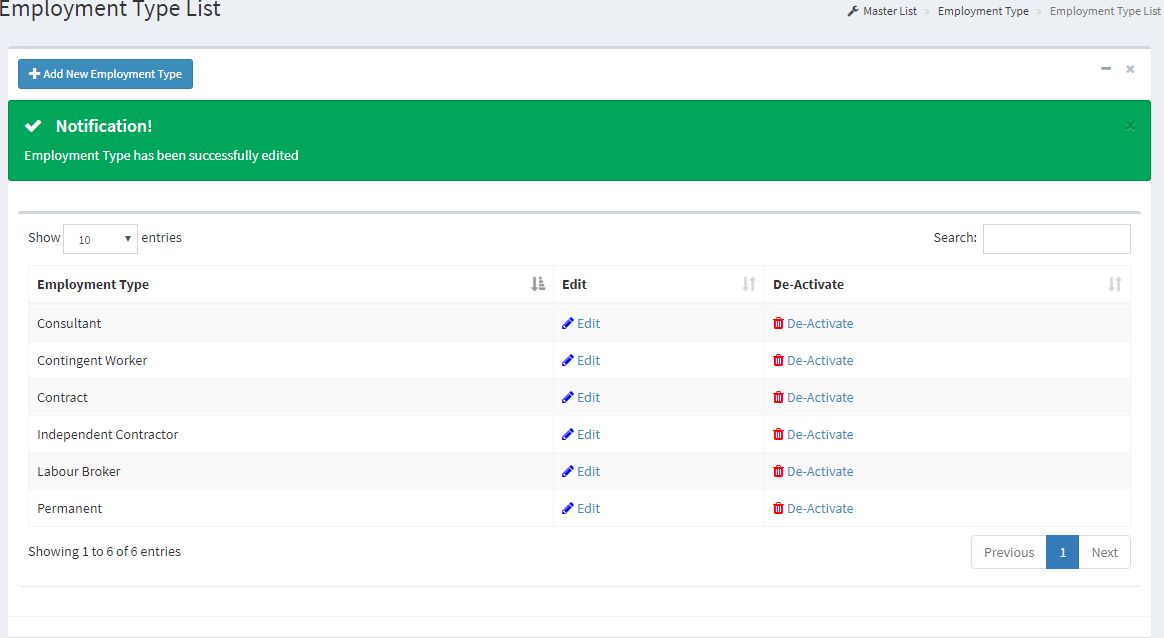 Employment Type List
Master List > Employment Type > Employment Type List
Add New Employment Type
Notification!
Employment Type has been successfully edited
Show 10 entries
Search:
Employment Type Edit De-Activate
Consultant Edit De-Activate
Contingent Worker Edit De-Activate
Contract Edit De-Activate
Independent Contractor Edit De-Activate
Labour Broker Edit De-Activate
Permanent Edit De-Activate
Showing 1 to 6 of 6 entries
Previous 1 Next